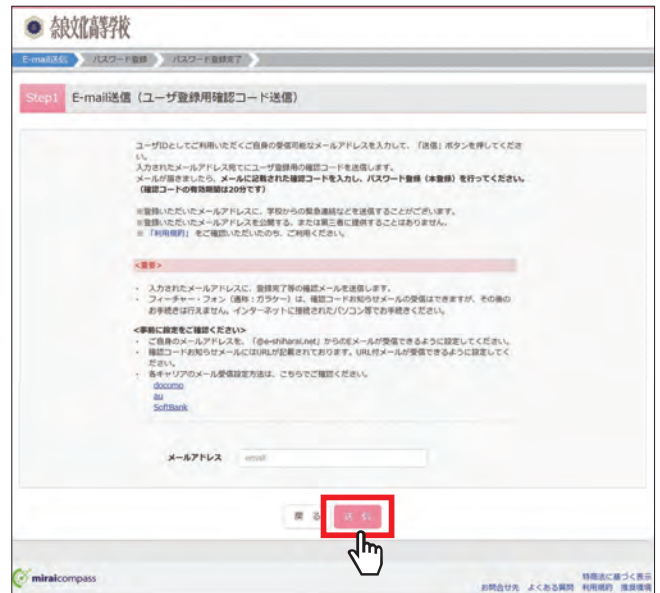 奈良文化高等学校
E-mail送信 パスワード登録 パスワード登録完了
Step1 E-mail送信（ユーザ登録用確認コード送信）
ユーザIDとしてご利用いただくご自身の受信可能なメールアドレスを入力して、「送信」ボタンを押してくださ
い。
入力されたメールアドレス宛てにユーザ登録用の確認コードを送信します。
メールが届きましたら、メールに記載された確認コードを入力し、パスワード登録（本登録）を行ってください。
（確認コードの有効期限は20分です）
※登録いただいたメールアドレスに、学校からの緊急連絡などを送信することがございます。
※登録いただいたメールアドレスを公開する、または第三者に提供することはありません。
※「利用規約」をご確認いただいたのち、ご利用ください。
<重要>
・ 入力されたメールアドレスに、登録完了等の確認メールを送信します。
・ フィーチャー・フォン（通称：ガラケー）は、確認コードお知らせメールの受信はできますが、その後の
お手続きは行えません。インターネットに接続されたパソコン等でお手続きください。
<事前に設定をご確認ください>
・ ご自身のメールアドレスを、「@e-shiharai.net」からのEメールが受信できるように設定してください。
・ 確認コードお知らせメールにはURLが記載されております。URL付メールが受信できるように設定してく
ださい。
・ 各キャリアのメール受信設定方法は、こちらでご確認ください。
docomo
au
SoftBank
メールアドレス email
戻 る 送 信
miraicompass
特商法に基づく表示
お問合せ先 よくある質問 利用規約 推奨環境